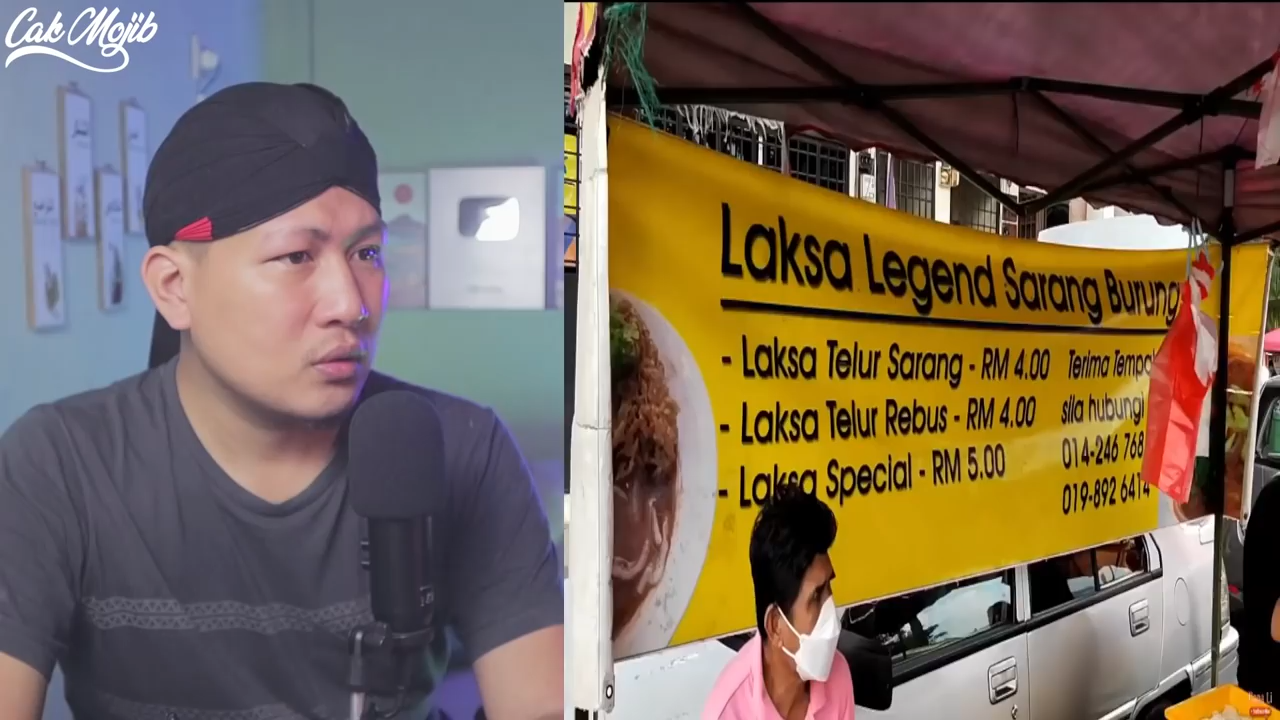 Cak Mojib
Laksa Legend Sarang Burung
- Laksa Telur Sarang - RM 4.00
- Laksa Telur Rebus - RM 4.00
- Laksa Special - RM 5.00
Terima Tempa
sila hubungi
014-246 768
019-892 6414